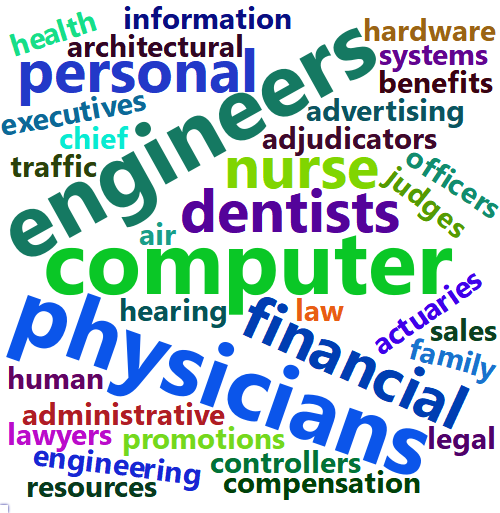 health
information
hardware
architectural
systems
personal
engineers
benefits
executives
advertising
chief
adjudicators
traffic
nurse
officers
judges
dentists
air
computer
hearing
law
actuaries
physicians
financial
sales
family
human
administrative
lawyers
promotions
legal
engineering
controllers
resources
compensation